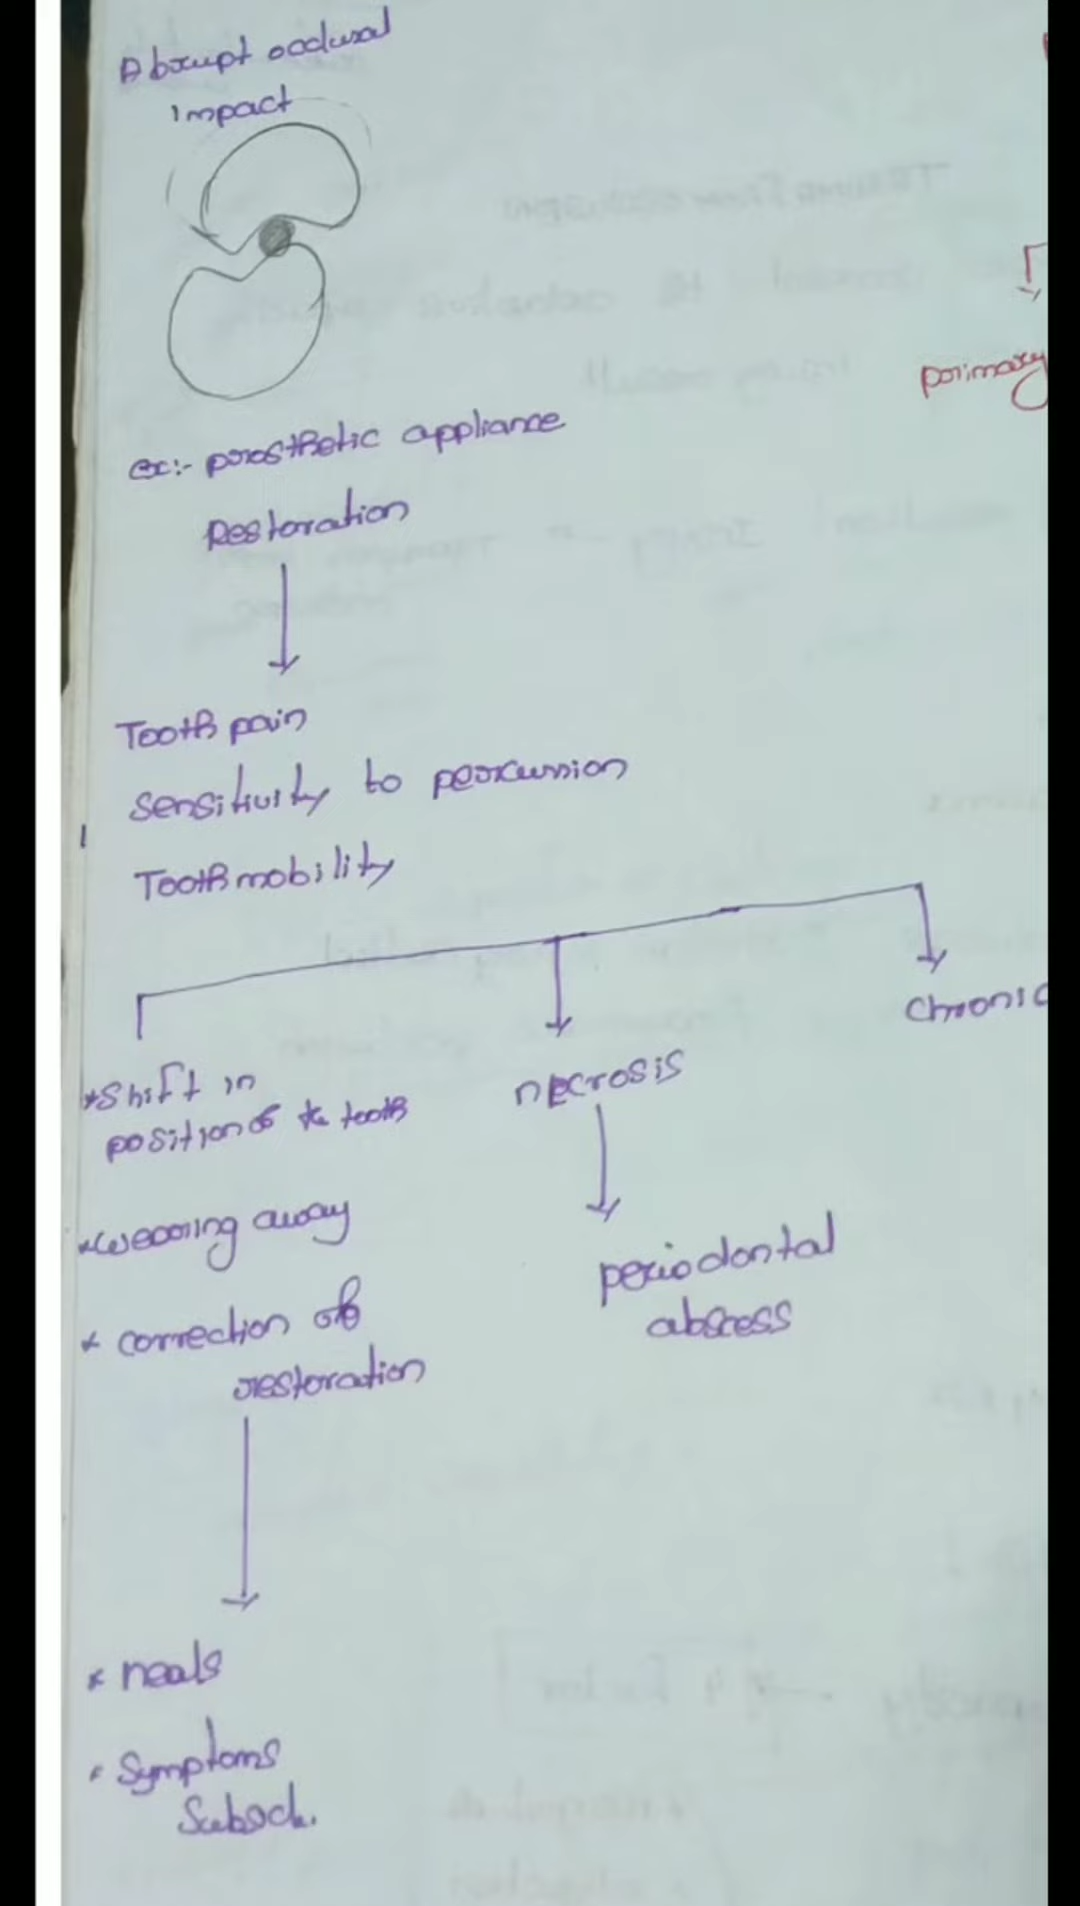 Abrupt occlusal
Impact
ex:- prosthetic appliance
Restoration
Tooth pain
sensitivity to percussion
Tooth mobility
* shift in
position of the tooth
necrosis
chronic
* wearing away
periodontal
abscess
* correction of
restoration
* heals
* Symptoms
primary